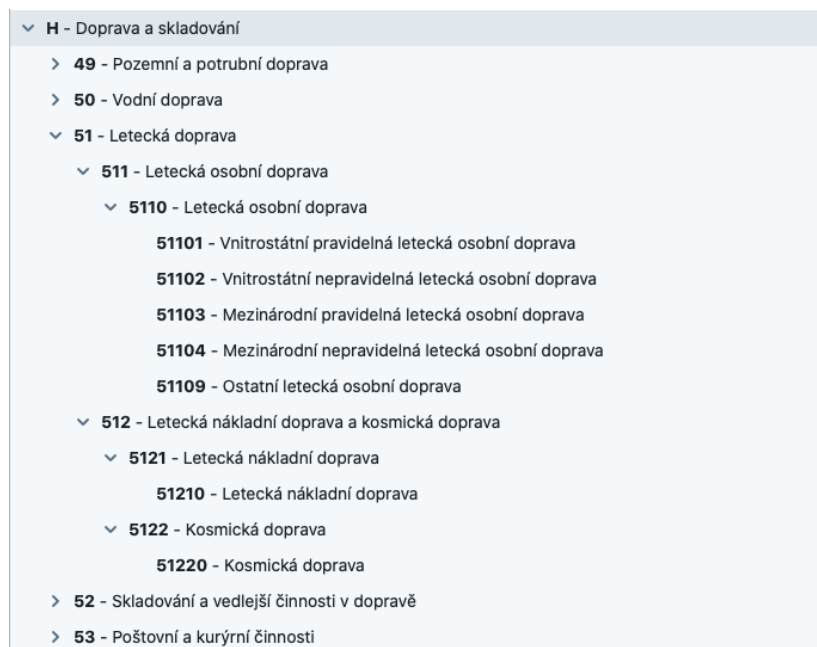 H - Doprava a skladování
49 - Pozemní a potrubní doprava
50 - Vodní doprava
51 - Letecká doprava
511 - Letecká osobní doprava
5110 - Letecká osobní doprava
51101 - Vnitrostátní pravidelná letecká osobní doprava
51102 - Vnitrostátní nepravidelná letecká osobní doprava
51103 - Mezinárodní pravidelná letecká osobní doprava
51104 - Mezinárodní nepravidelná letecká osobní doprava
51109 - Ostatní letecká osobní doprava
512 - Letecká nákladní doprava a kosmická doprava
5121 - Letecká nákladní doprava
51210 - Letecká nákladní doprava
5122 - Kosmická doprava
51220 - Kosmická doprava
52 - Skladování a vedlejší činnosti v dopravě
53 - Poštovní a kurýrní činnosti